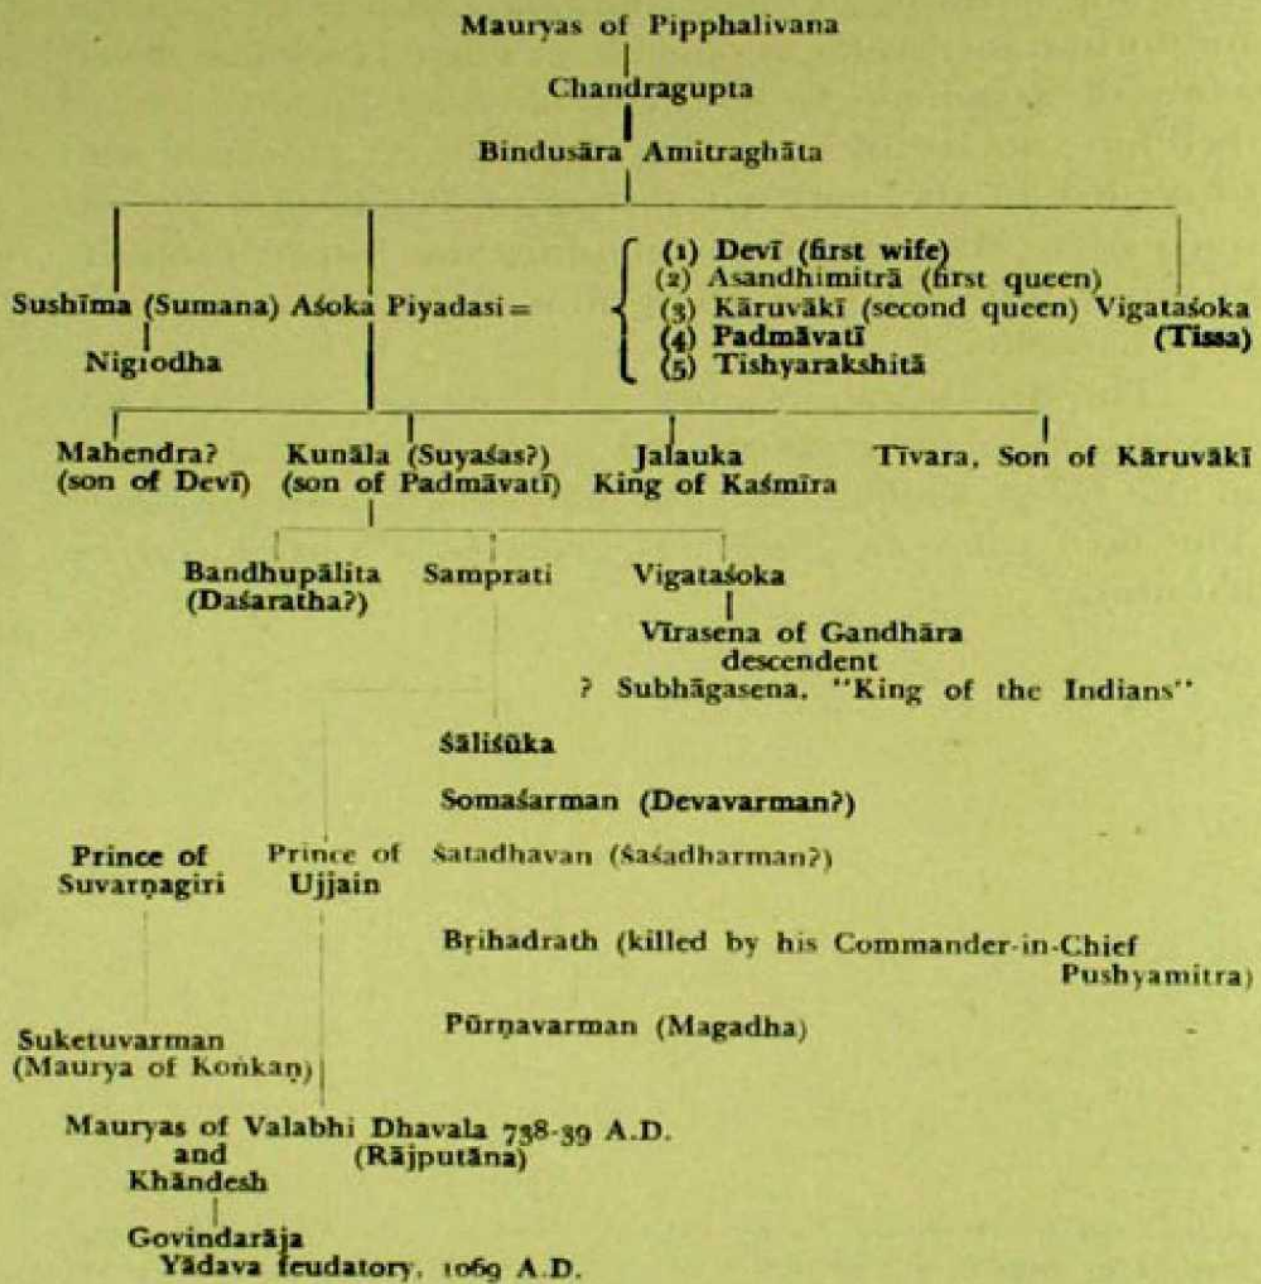 Mauryas of Pipphalivana
Chandragupta
Bindusāra Amitraghāta
(1) Devī (first wife)
(2) Asandhimitrā (first queen)
Sushīma (Sumana) Aśoka Piyadasi = (3) Kāruvākī (second queen) Vigataśoka
(4) Padmāvatī (Tissa)
Nigrodha (5) Tishyarakshitā
Mahendra? Kunāla (Suyaśas?) Jalauka Tīvara, Son of Kāruvākī
(son of Devī) (son of Padmāvatī) King of Kaśmīra
Bandhupālita Samprati Vigataśoka
(Daśaratha?)
Vīrasena of Gandhāra
descendent
? Subhāgasena, "King of the Indians"
Śāliśūka
Somaśarman (Devavarman?)
Prince of Prince of Śatadhavan (Śaśadharman?)
Suvarṇagiri Ujjain
Bṛihadrath (killed by his Commander-in-Chief
Pushyamitra)
Pūrṇavarman (Magadha)
Suketuvarman
(Maurya of Koṅkaṇ)
Mauryas of Valabhi Dhavala 738-39 A.D.
and (Rājputāna)
Khāndesh
Govindarāja
Yādava feudatory, 1069 A.D.